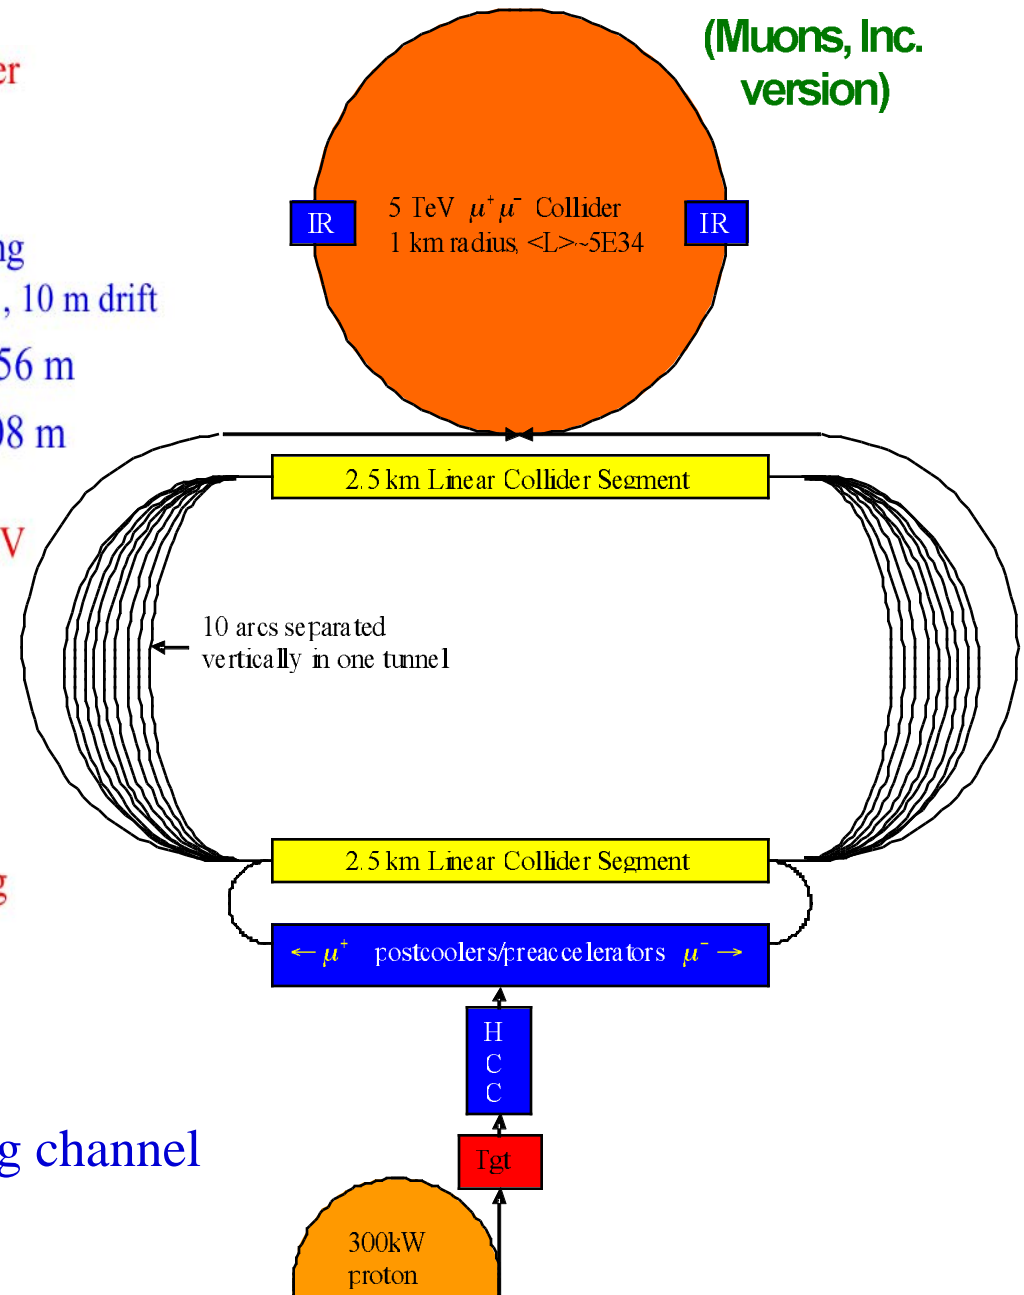 (Muons, Inc.
version)
er
ng
, 10 m drift
56 m
98 m
V
g
g channel
IR
5 TeV μ⁺μ⁻ Collider
1 km radius, <L>~5E34
IR
2.5 km Linear Collider Segment
10 arcs separated
vertically in one tunnel
2.5 km Linear Collider Segment
← μ⁺ postcoolers/preaccelerators μ⁻ →
H
C
C
Tgt
300kW
proton